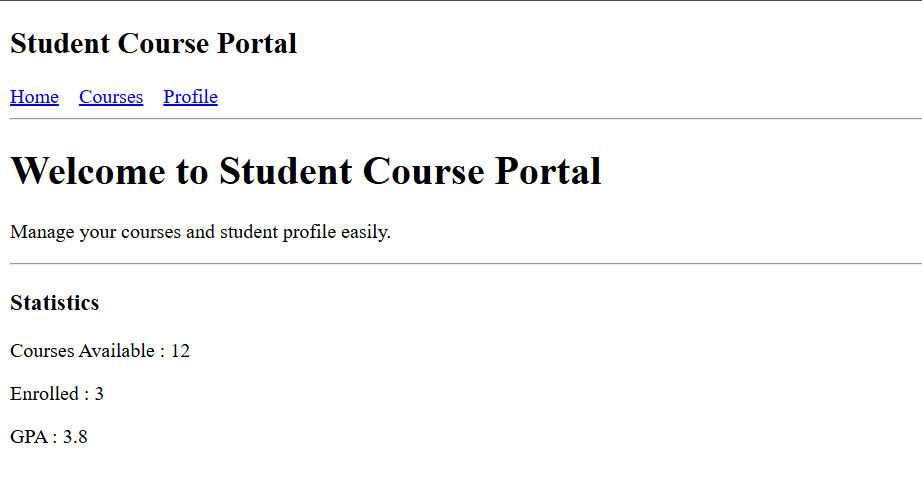 Student Course Portal
Home Courses Profile
Welcome to Student Course Portal
Manage your courses and student profile easily.
Statistics
Courses Available : 12
Enrolled : 3
GPA : 3.8